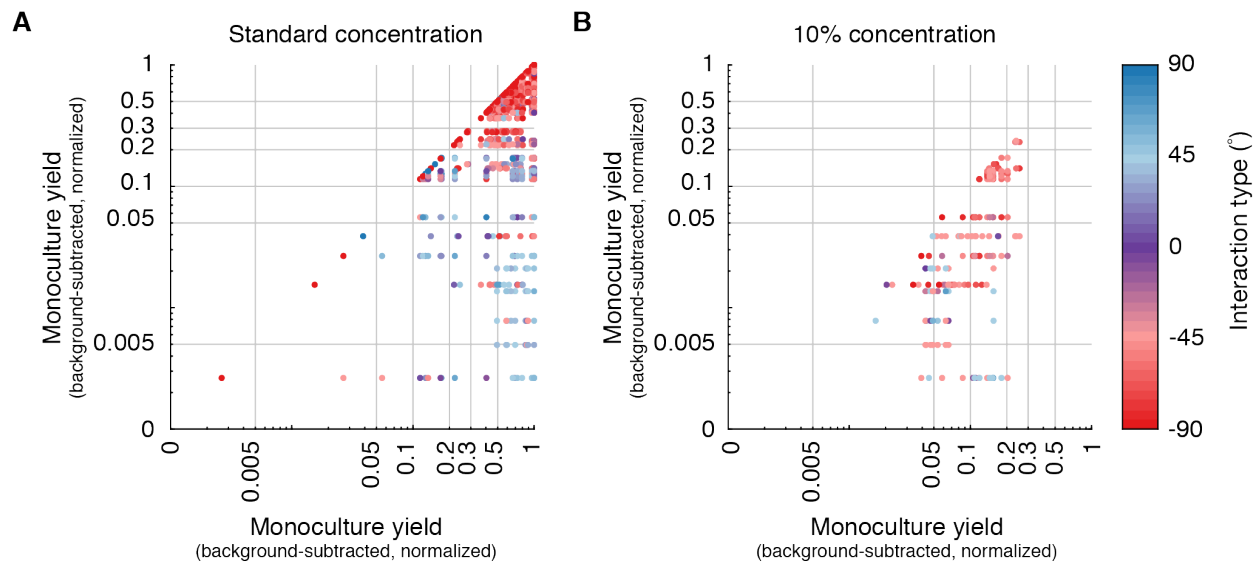 A
Standard concentration
Monoculture yield
(background-subtracted, normalized)
1
0.5
0.3
0.2
0.1
0.05
0.005
0
0
0.005
0.05
0.1
0.2
0.3
0.5
1
Monoculture yield
(background-subtracted, normalized)
B
10% concentration
Monoculture yield
(background-subtracted, normalized)
1
0.5
0.3
0.2
0.1
0.05
0.005
0
0
0.005
0.05
0.1
0.2
0.3
0.5
1
Monoculture yield
(background-subtracted, normalized)
90
45
0
-45
-90
Interaction type (°)